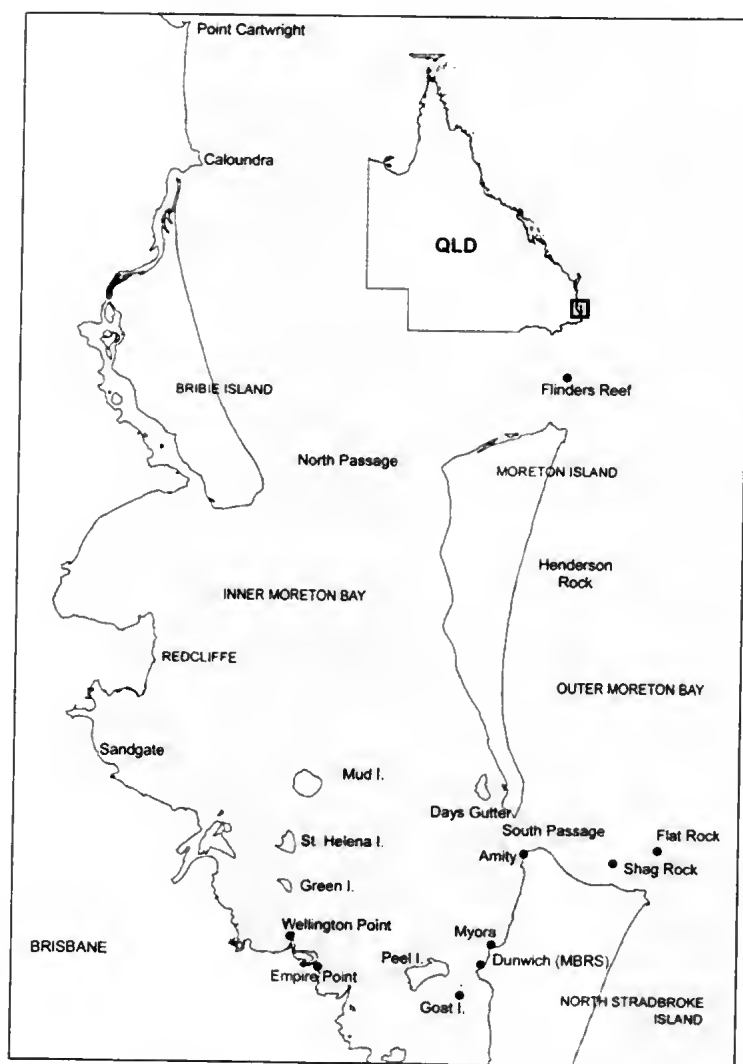 Point Cartwright
Caloundra
QLD
Flinders Reef
BRIBIE ISLAND
North Passage
MORETON ISLAND
Henderson
Rock
INNER MORETON BAY
REDCLIFFE
OUTER MORETON BAY
Sandgate
Mud I.
Days Gutter
South Passage
Flat Rock
St. Helena I.
Amity
Shag Rock
Green I.
Wellington Point
Myora
BRISBANE
Peel I.
Dunwich (MBRS)
Empire Point
Goat I.
NORTH STRADBROKE
ISLAND